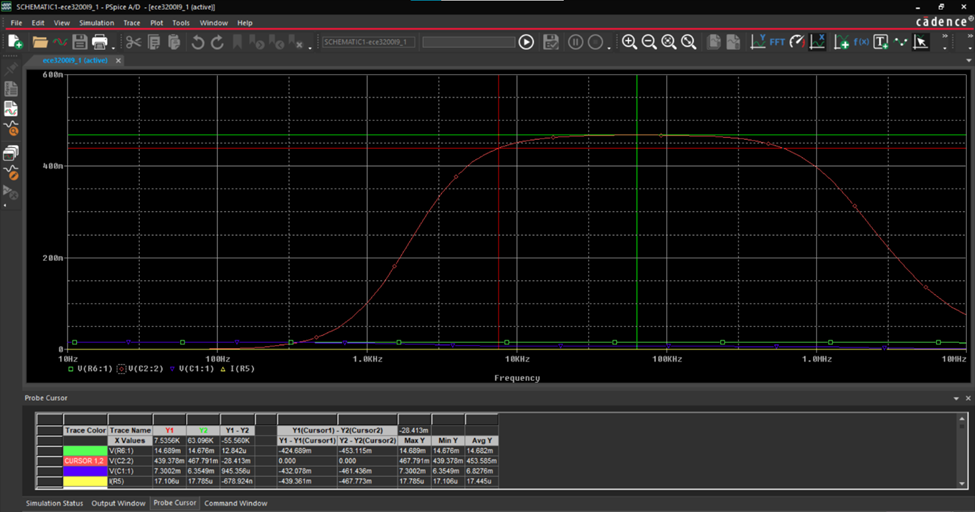 SCHEMATIC1-ece3200l9_1 - PSpice A/D - [ece3200l9_1 (active)]
File Edit View Simulation Trace Plot Tools Window Help
cādence
SCHEMATIC1-ece3200l9_1
FFT
ece3200l9_1 (active)
600m
400m
200m
0
10Hz 100Hz 1.0KHz 10KHz 100KHz 1.0MHz 10MHz
V(R6:1) V(C2:2) V(C1:1) I(R5)
Frequency
Probe Cursor
Trace Color Trace Name Y1 Y2 Y1 - Y2 Y1(Cursor1) - Y2(Cursor2) -28.413m
X Values 7.5356K 63.096K -55.560K Y1 - Y1(Cursor1) Y2 - Y2(Cursor2) Max Y Min Y Avg Y
V(R6:1) 14.689m 14.676m 12.842u -424.689m -453.115m 14.689m 14.676m 14.682m
CURSOR 1,2 V(C2:2) 439.378m 467.791m -28.413m 0.000 0.000 467.791m 439.378m 453.585m
V(C1:1) 7.3002m 6.3549m 945.356u -432.078m -461.436m 7.3002m 6.3549m 6.8276m
I(R5) 17.106u 17.785u -678.924n -439.361m -467.773m 17.785u 17.106u 17.445u
Simulation Status Output Window Probe Cursor Command Window